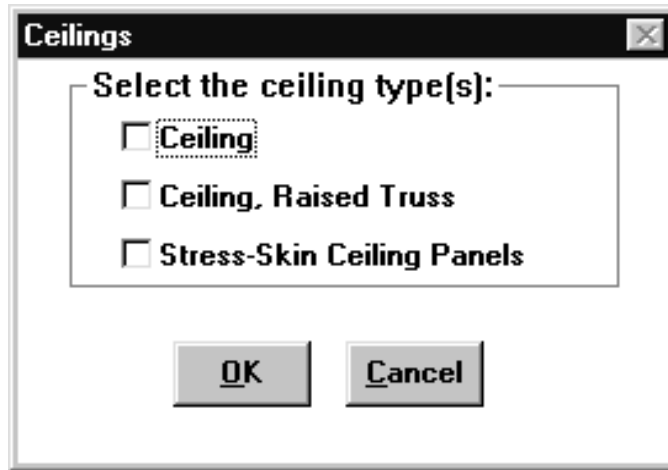 Ceilings
Select the ceiling type(s):
Ceiling
Ceiling, Raised Truss
Stress-Skin Ceiling Panels
OK Cancel